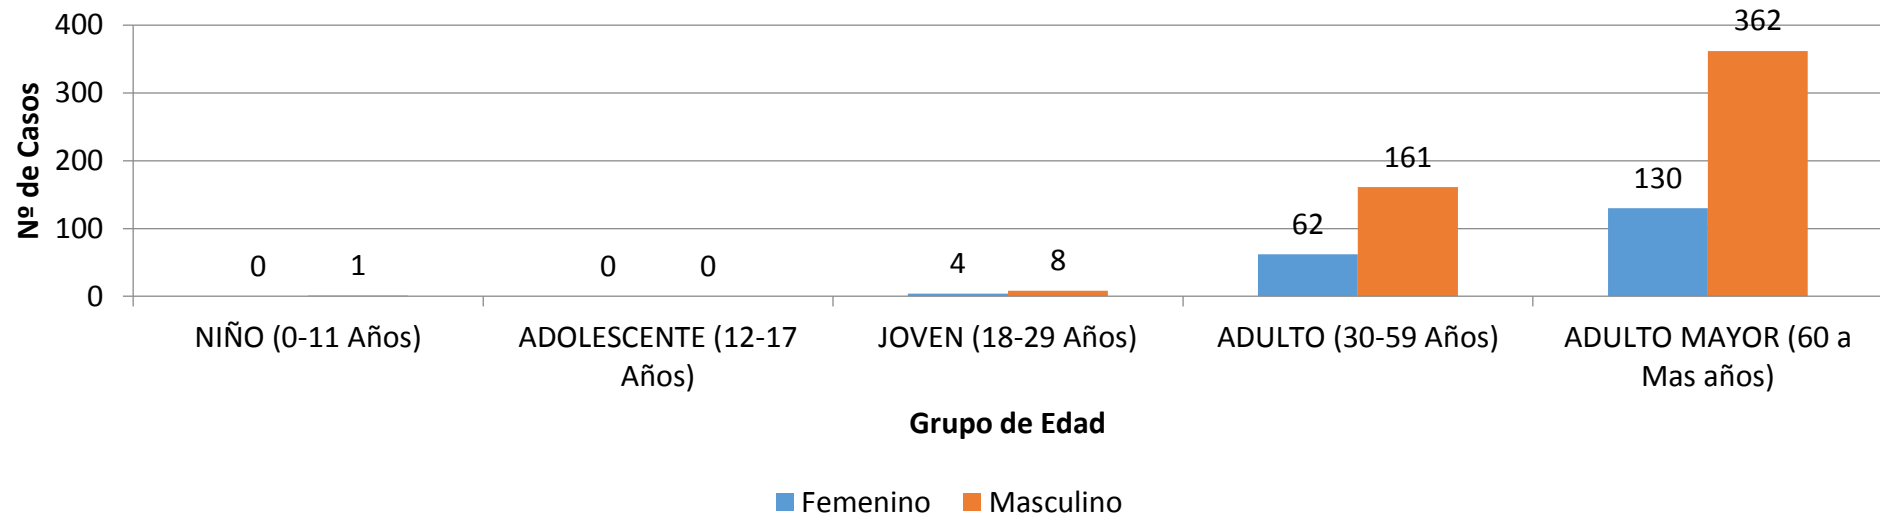 400
300
200
100
0
Nº de Casos
0 1 0 0 4 8 62 161 130 362
NIÑO (0-11 Años)
ADOLESCENTE (12-17
Años)
JOVEN (18-29 Años)
ADULTO (30-59 Años)
ADULTO MAYOR (60 a
Mas años)
Grupo de Edad
Femenino Masculino